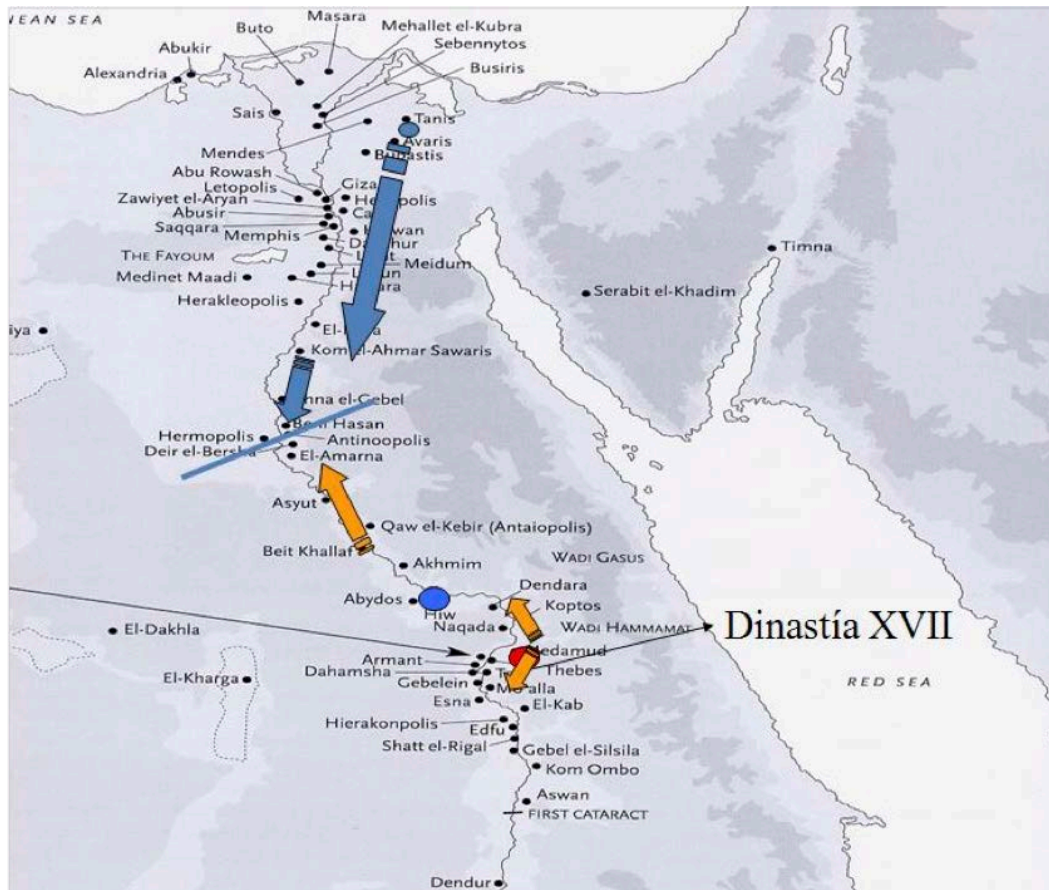 NEAN SEA
Masara
Mehallet el-Kubra
Buto
Sebennytos
Abukir
Busiris
Alexandria
Sais
Tanis
Avaris
Mendes
Bubastis
Abu Rowash
Letopolis
Giza
Zawiyet el-Aryan
Abusir
Saqqara
Memphis
THE FAYOUM
Meidum
Timna
Medinet Maadi
Serabit el-Khadim
Herakleopolis
Kom el-Ahmar Sawaris
Beni Hasan
Hermopolis
Antinoopolis
Deir el-Bersha
El-Amarna
Asyut
Qaw el-Kebir (Antaiopolis)
Beit Khallaf
WADI GASUS
Akhmim
Dendara
Abydos
Koptos
Hiw
Naqada
WADI HAMMAMAT
Dinastía XVII
El-Dakhla
Medamud
Armant
Thebes
Dahamsha
El-Kharga
Gebelein
Mo'alla
RED SEA
Esna
El-Kab
Hierakonpolis
Edfu
Shatt el-Rigal
Gebel el-Silsila
Kom Ombo
Aswan
FIRST CATARACT
Dendur